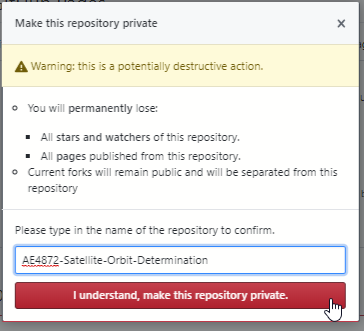 Make this repository private
Warning: this is a potentially destructive action.
You will permanently lose:
All stars and watchers of this repository.
All pages published from this repository.
Current forks will remain public and will be separated from this
repository
Please type in the name of the repository to confirm.
AE4872-Satellite-Orbit-Determination
I understand, make this repository private.